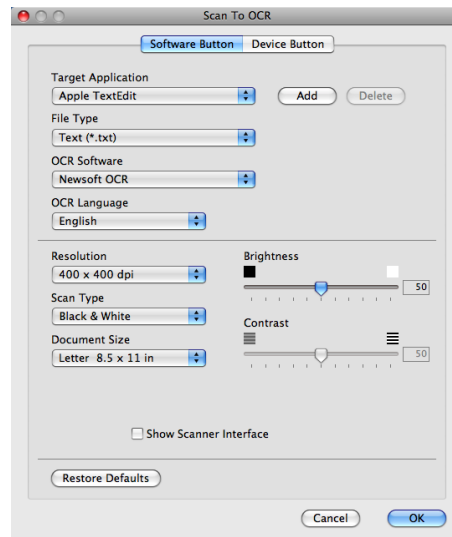 Scan To OCR
Software Button Device Button
Target Application
Apple TextEdit Add Delete
File Type
Text (*.txt)
OCR Software
Newsoft OCR
OCR Language
English
Resolution Brightness
400 x 400 dpi 50
Scan Type
Black & White Contrast
Document Size
Letter 8.5 x 11 in 50
Show Scanner Interface
Restore Defaults
Cancel OK